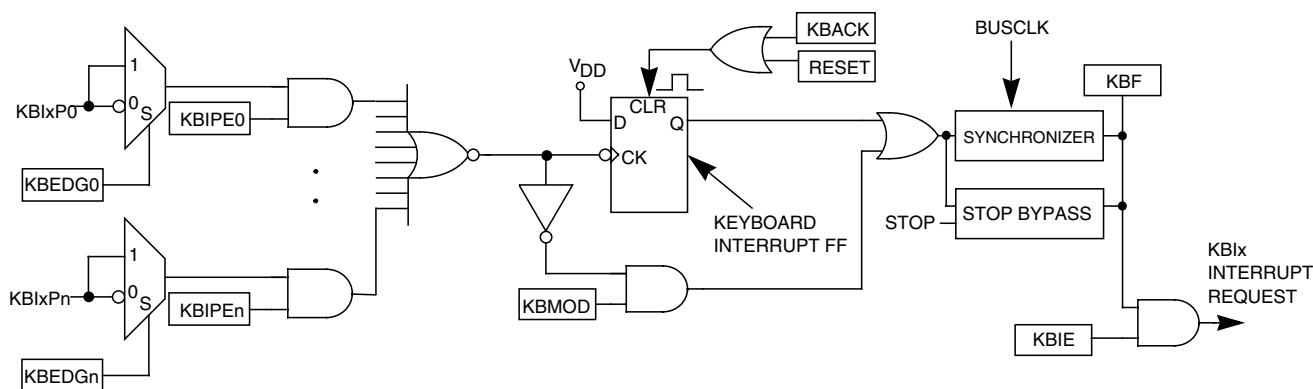 KBACK
RESET
BUSCLK
VDD
KBF
1
0
S
KBIxP0
KBIPE0
CLR
D
Q
CK
SYNCHRONIZER
KBEDG0
STOP BYPASS
STOP
KEYBOARD
INTERRUPT FF
1
0
S
KBIxPn
KBIPEn
KBMOD
KBIx
INTERRUPT
REQUEST
KBIE
KBEDGn